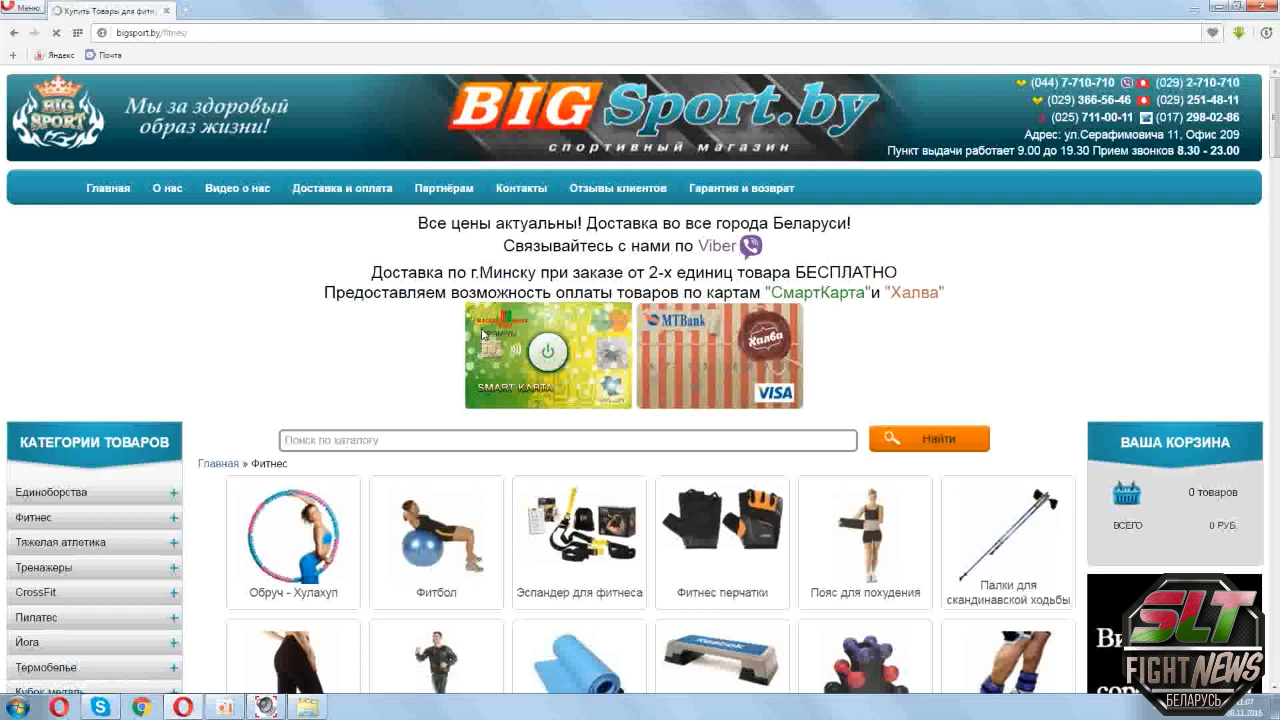 Меню
Купить Товары для фитн
bigsport.by/fitnes/
Яндекс
Почта
BIG
SPORT
Мы за здоровый
образ жизни!
BIG Sport.by
спортивный магазин
(044) 7-710-710 (029) 2-710-710
(029) 366-56-46 (029) 251-48-11
(025) 711-00-11 (017) 298-02-86
Адрес: ул.Серафимовича 11, Офис 209
Пункт выдачи работает 9.00 до 19.30 Прием звонков 8.30 - 23.00
Главная О нас Видео о нас Доставка и оплата Партнёрам Контакты Отзывы клиентов Гарантия и возврат
Все цены актуальны! Доставка во все города Беларуси!
Связывайтесь с нами по Viber
Доставка по г.Минску при заказе от 2-х единиц товара БЕСПЛАТНО
Предоставляем возможность оплаты товаров по картам "СмартКарта"и "Халва"
SMART КАРТА
MTBank
Халва
VISA
КАТЕГОРИИ ТОВАРОВ
Единоборства
Фитнес
Тяжелая атлетика
Тренажеры
CrossFit
Пилатес
Йога
Термобелье
Кубок медаль
Поиск по каталогу
Найти
Главная » Фитнес
Обруч - Хулахуп
Фитбол
Эспандер для фитнеса
Фитнес перчатки
Пояс для похудения
Палки для
скандинавской ходьбы
ВАША КОРЗИНА
0 товаров
ВСЕГО 0 РУБ.
SLT
FIGHT NEWS
БЕЛАРУСЬ